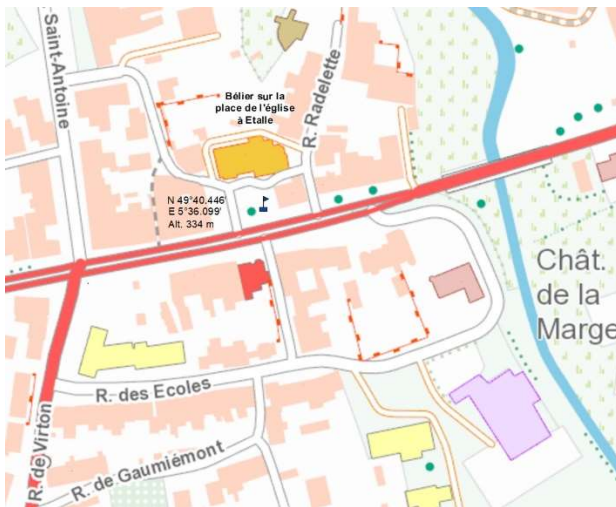 Saint-Antoine
R. Radelette
Bélier sur la
place de l'église
à Etalle
N 49°40.446'
E 5°36.099'
Alt. 334 m
Chât.
de la
Marge
R. des Ecoles
R. de Virton
R. de Gaumiémont